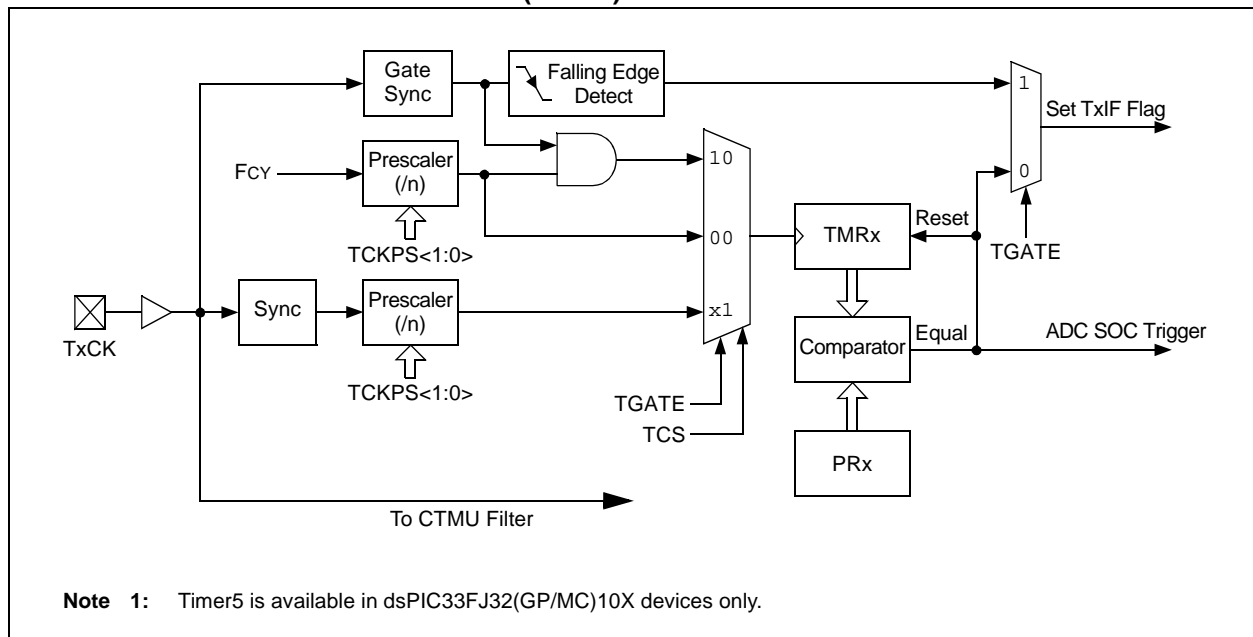 Gate
Sync
Falling Edge
Detect
1
Set TxIF Flag
0
TGATE
FCY
Prescaler
(/n)
TCKPS<1:0>
10
00
x1
TMRx
Reset
TxCK
Sync
Prescaler
(/n)
TCKPS<1:0>
Comparator
Equal
ADC SOC Trigger
TGATE
TCS
PRx
To CTMU Filter
Note 1: Timer5 is available in dsPIC33FJ32(GP/MC)10X devices only.